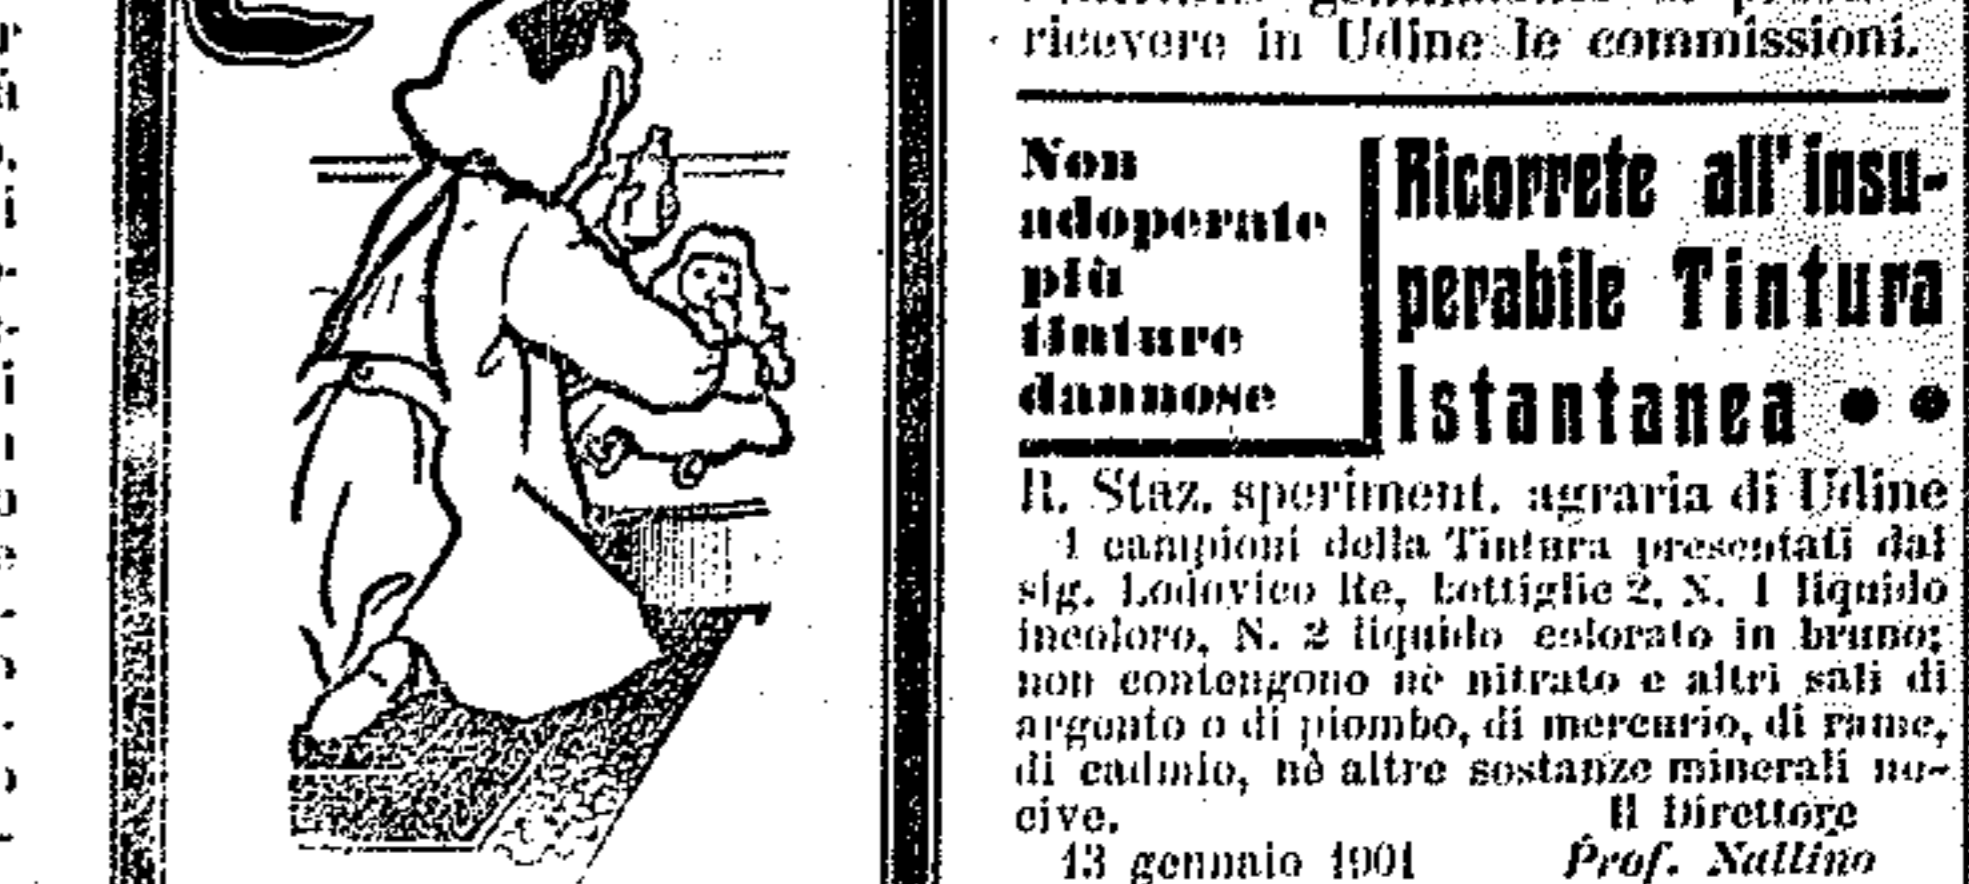 ricevere in Udine le commissioni.
Non
adoperate
più
tinture
dannose
Ricorrete all'insu-
perabile Tintura
Istantanea
R. Staz. speriment. agraria di Udine
I campioni della Tintura presentati dal
sig. Lodovico Re, bottiglie 2, N. 1 liquido
incoloro, N. 2 liquido colorato in bruno;
non contengono nè nitrato e altri sali di
argento o di piombo, di mercurio, di rame,
di cadmio, nè altre sostanze minerali no-
cive.
Il Direttore
13 gennaio 1901
Prof. Nallino